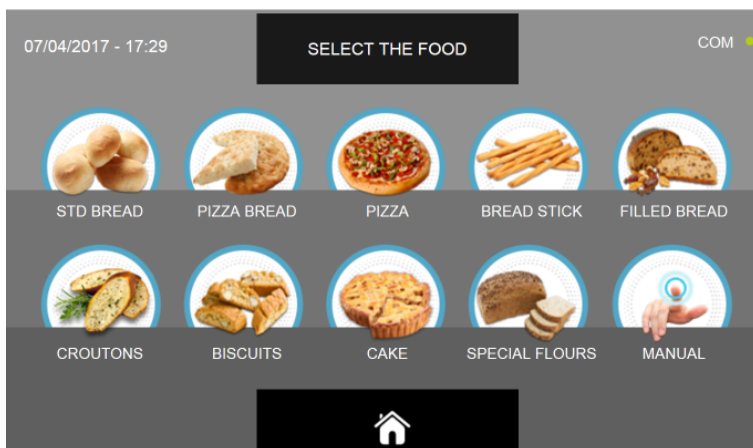 07/04/2017 - 17:29
SELECT THE FOOD
COM
STD BREAD
PIZZA BREAD
PIZZA
BREAD STICK
FILLED BREAD
CROUTONS
BISCUITS
CAKE
SPECIAL FLOURS
MANUAL